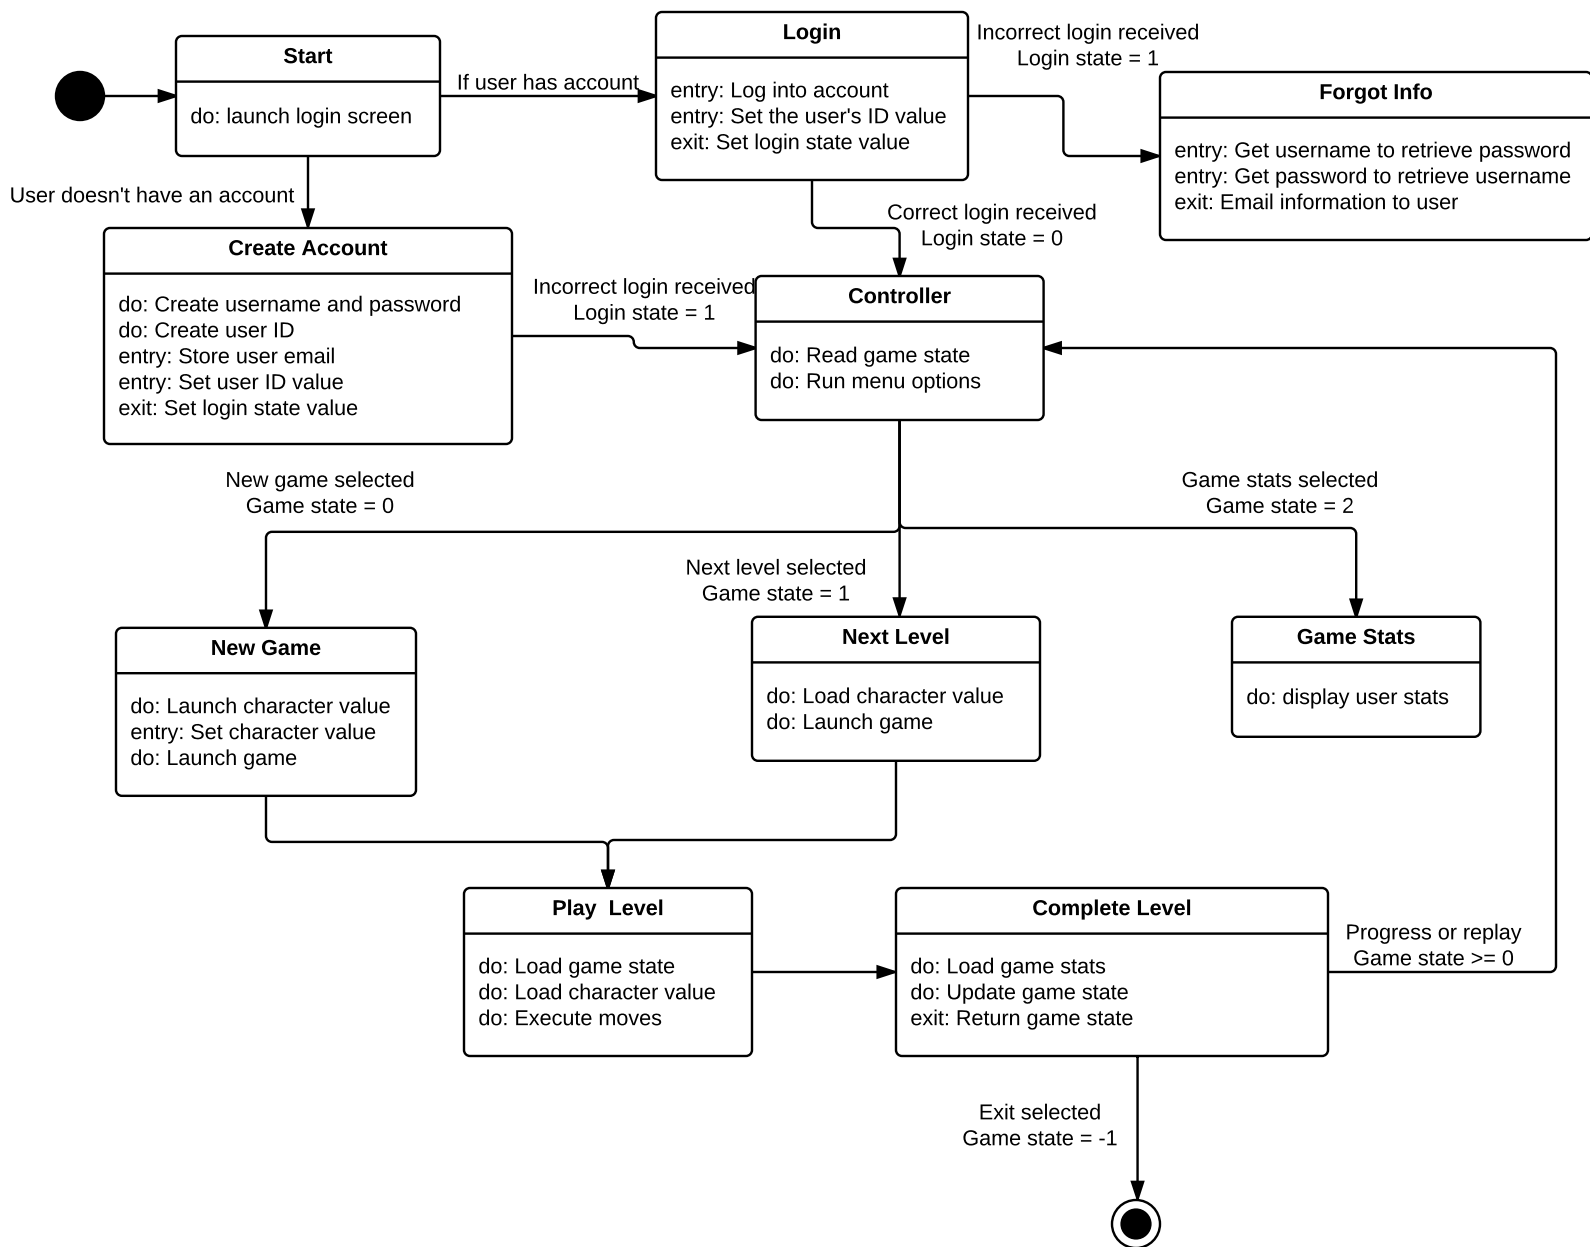 Start
do: launch login screen
If user has account
Login
entry: Log into account
entry: Set the user's ID value
exit: Set login state value
Incorrect login received
Login state = 1
Forgot Info
entry: Get username to retrieve password
entry: Get password to retrieve username
exit: Email information to user
User doesn't have an account
Create Account
do: Create username and password
do: Create user ID
entry: Store user email
entry: Set user ID value
exit: Set login state value
Incorrect login received
Login state = 1
Correct login received
Login state = 0
Controller
do: Read game state
do: Run menu options
New game selected
Game state = 0
Next level selected
Game state = 1
Game stats selected
Game state = 2
New Game
do: Launch character value
entry: Set character value
do: Launch game
Next Level
do: Load character value
do: Launch game
Game Stats
do: display user stats
Play  Level
do: Load game state
do: Load character value
do: Execute moves
Complete Level
do: Load game stats
do: Update game state
exit: Return game state
Progress or replay
Game state >= 0
Exit selected
Game state = -1